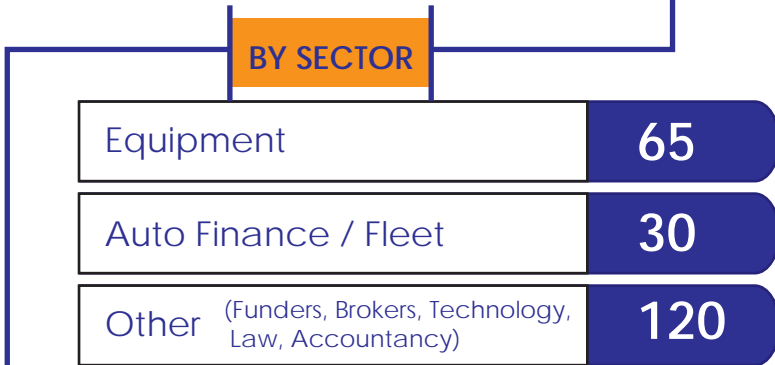 BY SECTOR
Equipment 65
Auto Finance / Fleet 30
Other (Funders, Brokers, Technology,
Law, Accountancy) 120